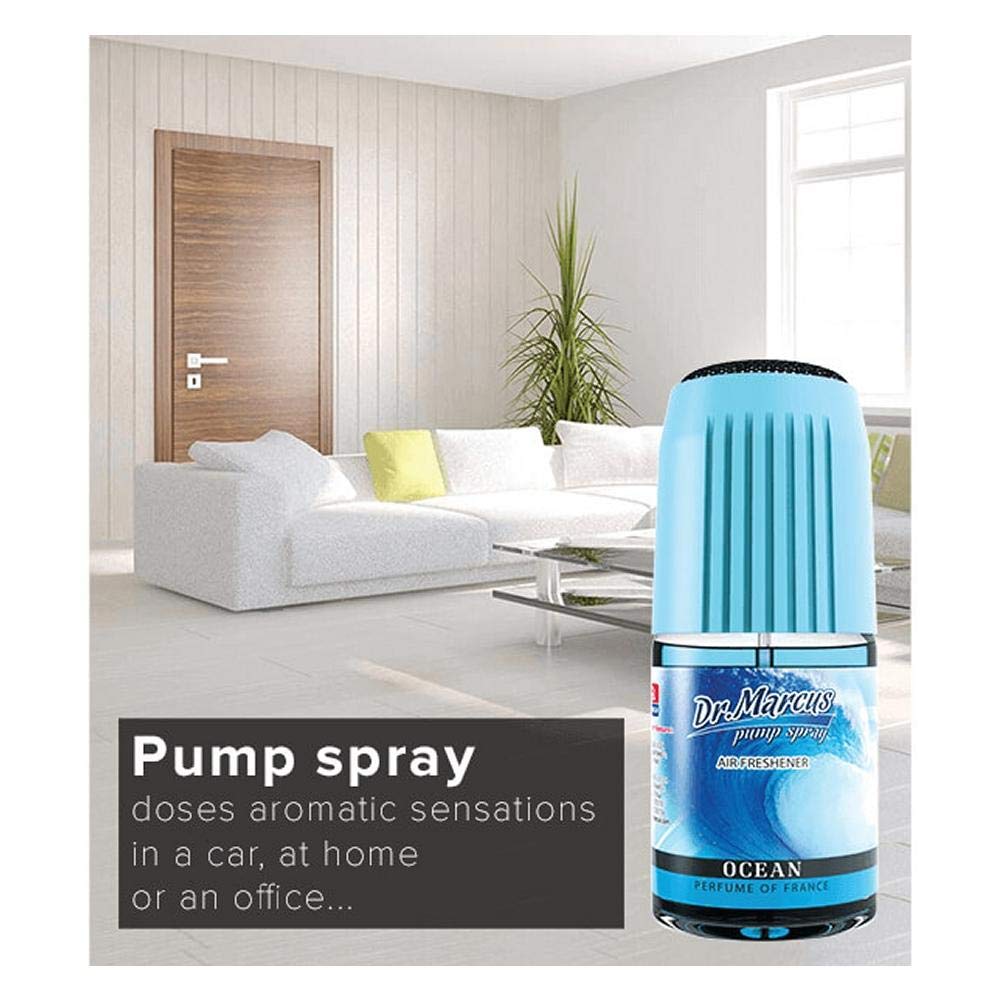 Pump spray
doses aromatic sensations
in a car, at home
or an office...
Dr.Marcus
pump spray
AIR FRESHENER
OCEAN
PERFUME OF FRANCE